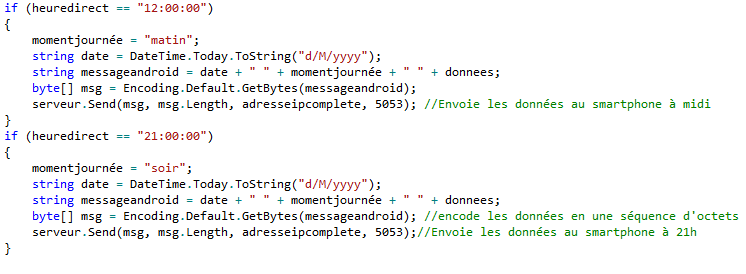 if (heuredirect == "12:00:00")
{
momentjournée = "matin";
string date = DateTime.Today.ToString("d/M/yyyy");
string messageandroid = date + " " + momentjournée + " " + donnees;
byte[] msg = Encoding.Default.GetBytes(messageandroid);
serveur.Send(msg, msg.Length, adresseipcomplete, 5053); //Envoie les données au smartphone à midi
}
if (heuredirect == "21:00:00")
{
momentjournée = "soir";
string date = DateTime.Today.ToString("d/M/yyyy");
string messageandroid = date + " " + momentjournée + " " + donnees;
byte[] msg = Encoding.Default.GetBytes(messageandroid); //encode les données en une séquence d'octets
serveur.Send(msg, msg.Length, adresseipcomplete, 5053);//Envoie les données au smartphone à 21h
}